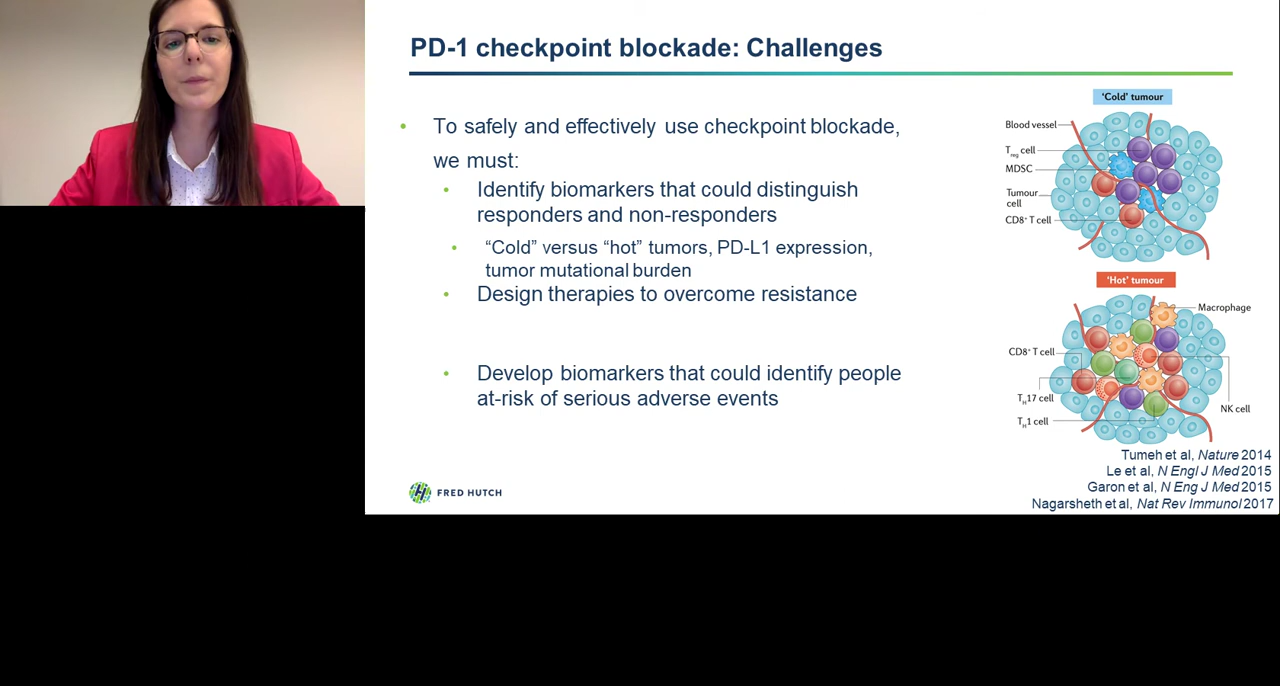 PD-1 checkpoint blockade: Challenges
• To safely and effectively use checkpoint blockade,
we must:
• Identify biomarkers that could distinguish
responders and non-responders
• “Cold” versus “hot” tumors, PD-L1 expression,
tumor mutational burden
• Design therapies to overcome resistance
• Develop biomarkers that could identify people
at-risk of serious adverse events
‘Cold’ tumour
Blood vessel
Treg cell
MDSC
Tumour
cell
CD8+ T cell
‘Hot’ tumour
Macrophage
CD8+ T cell
TH17 cell
NK cell
TH1 cell
Tumeh et al, Nature 2014
Le et al, N Engl J Med 2015
Garon et al, N Eng J Med 2015
Nagarsheth et al, Nat Rev Immunol 2017
FRED HUTCH